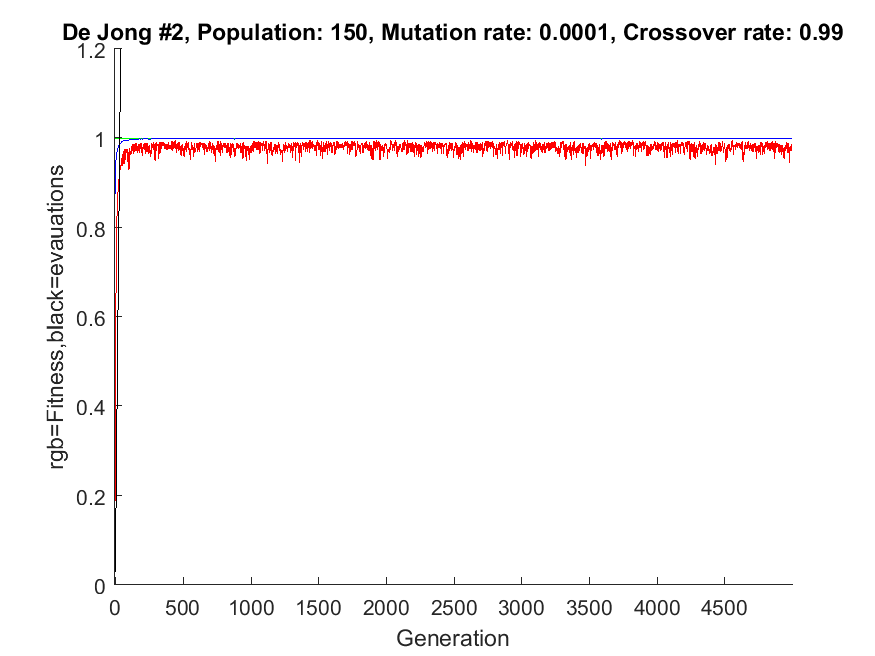 De Jong #2, Population: 150, Mutation rate: 0.0001, Crossover rate: 0.99
1.2
1
0.8
0.6
0.4
0.2
0
rgb=Fitness,black=evauations
0 500 1000 1500 2000 2500 3000 3500 4000 4500
Generation